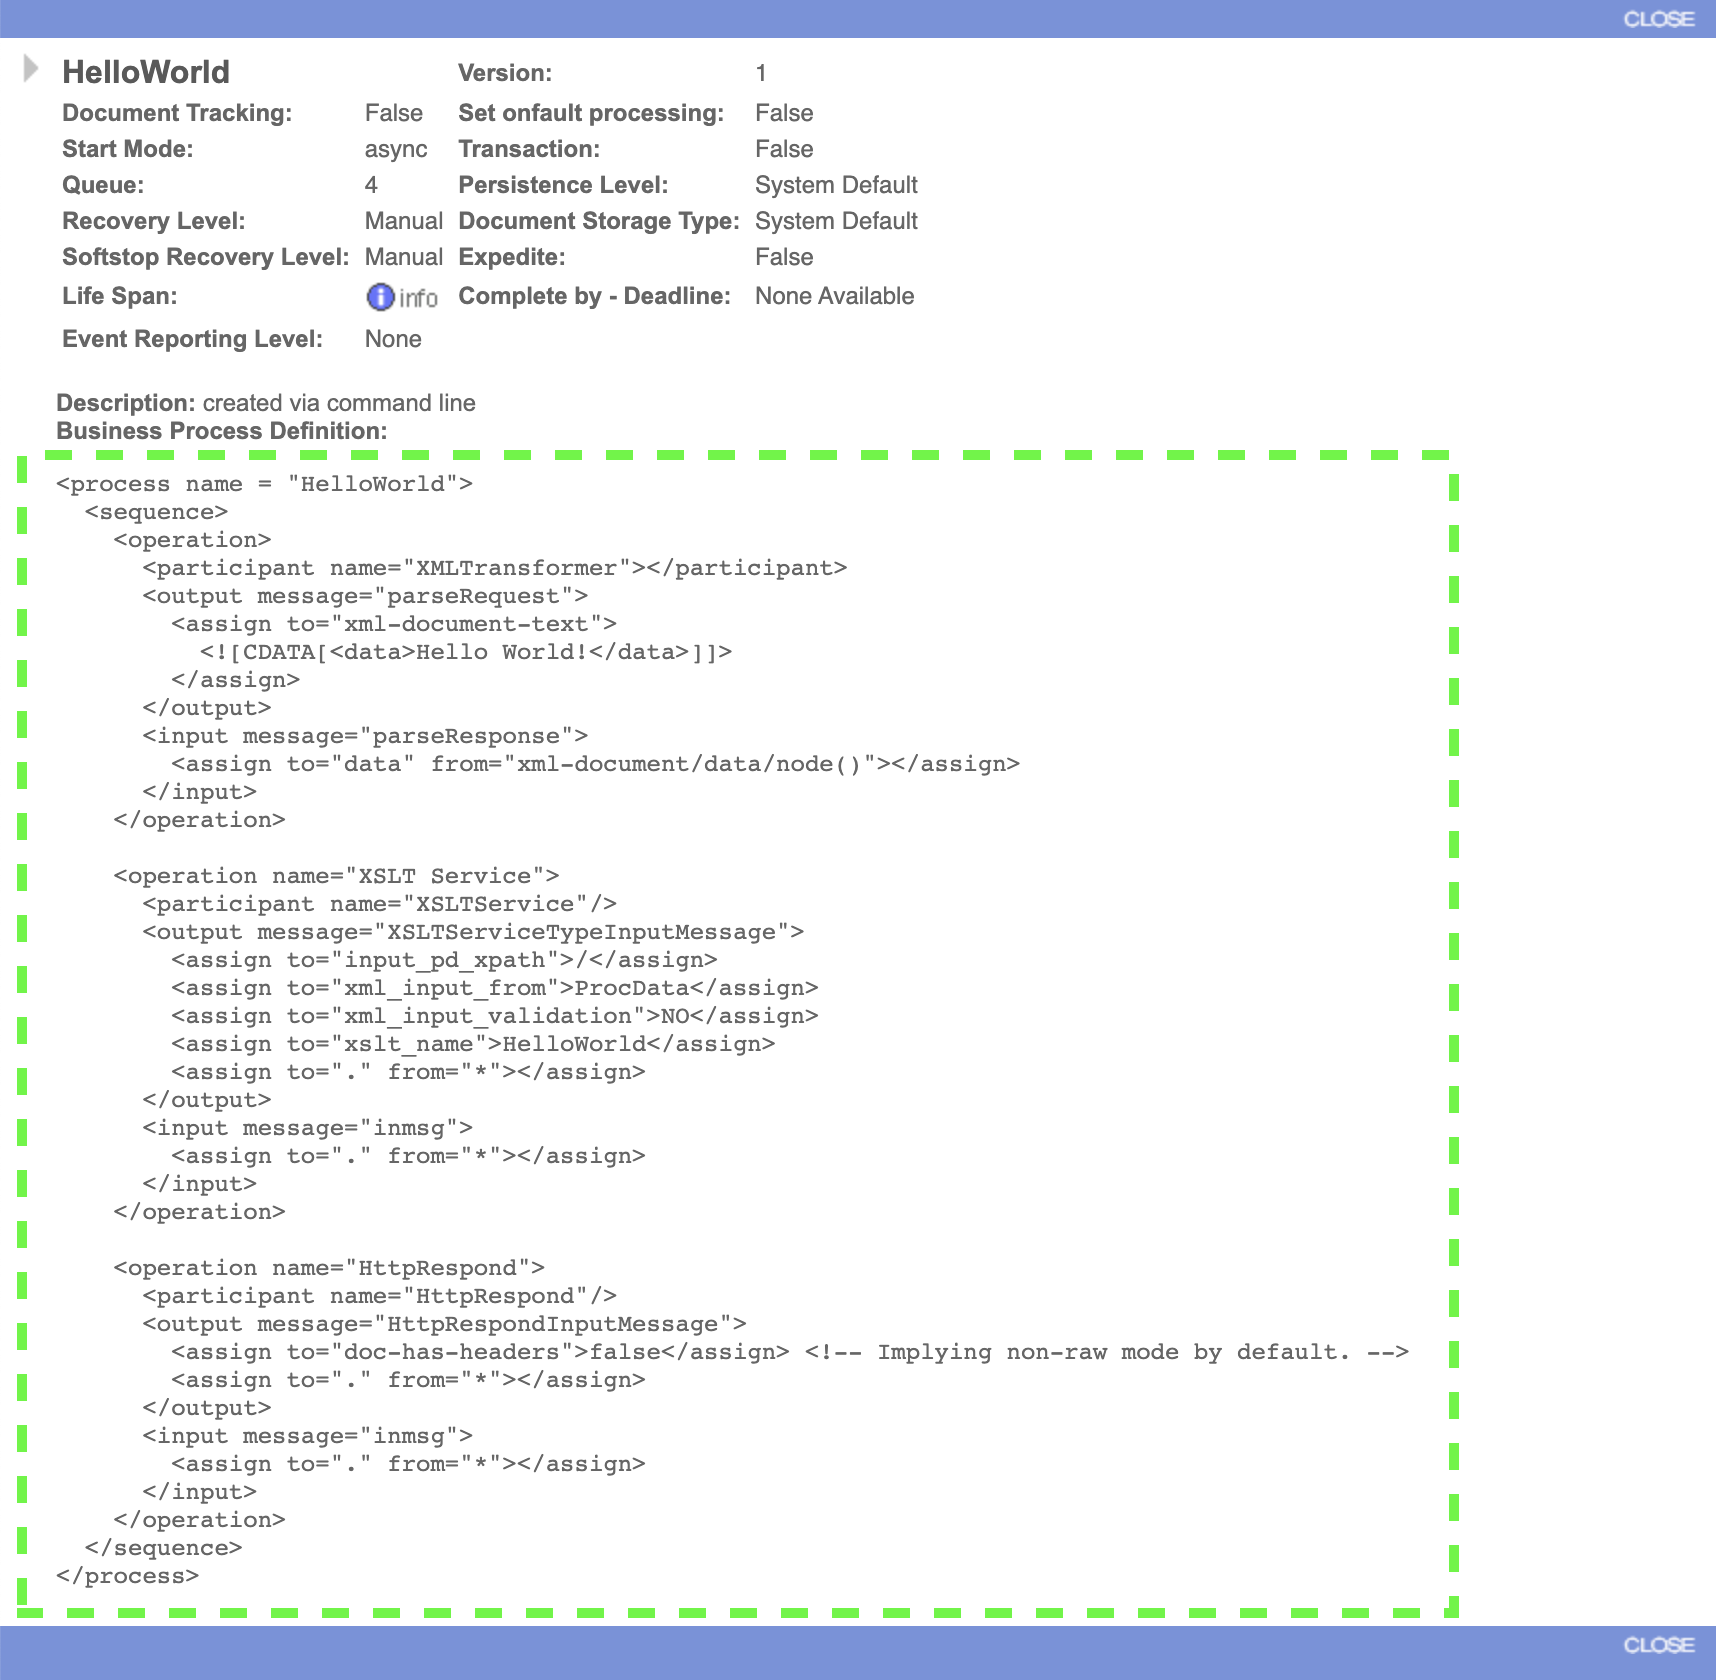 CLOSE
HelloWorld Version: 1
Document Tracking: False Set onfault processing: False
Start Mode: async Transaction: False
Queue: 4 Persistence Level: System Default
Recovery Level: Manual Document Storage Type: System Default
Softstop Recovery Level: Manual Expedite: False
Life Span: info Complete by - Deadline: None Available
Event Reporting Level: None
Description: created via command line
Business Process Definition:
<process name = "HelloWorld">
  <sequence>
    <operation>
      <participant name="XMLTransformer"></participant>
      <output message="parseRequest">
        <assign to="xml-document-text">
          <![CDATA[<data>Hello World!</data>]]>
        </assign>
      </output>
      <input message="parseResponse">
        <assign to="data" from="xml-document/data/node()"></assign>
      </input>
    </operation>

    <operation name="XSLT Service">
      <participant name="XSLTService"/>
      <output message="XSLTServiceTypeInputMessage">
        <assign to="input_pd_xpath">/</assign>
        <assign to="xml_input_from">ProcData</assign>
        <assign to="xml_input_validation">NO</assign>
        <assign to="xslt_name">HelloWorld</assign>
        <assign to="." from="*"></assign>
      </output>
      <input message="inmsg">
        <assign to="." from="*"></assign>
      </input>
    </operation>

    <operation name="HttpRespond">
      <participant name="HttpRespond"/>
      <output message="HttpRespondInputMessage">
        <assign to="doc-has-headers">false</assign> <!-- Implying non-raw mode by default. -->
        <assign to="." from="*"></assign>
      </output>
      <input message="inmsg">
        <assign to="." from="*"></assign>
      </input>
    </operation>
  </sequence>
</process>
CLOSE